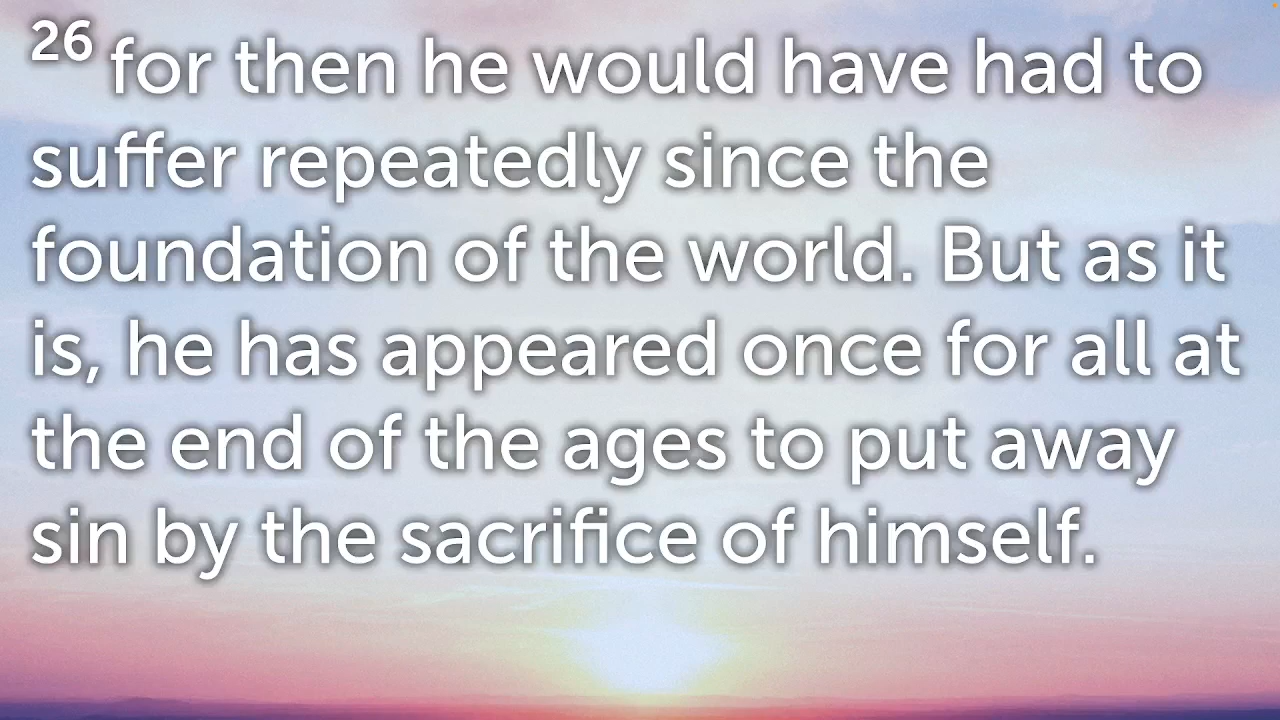 26 for then he would have had to
suffer repeatedly since the
foundation of the world. But as it
is, he has appeared once for all at
the end of the ages to put away
sin by the sacrifice of himself.